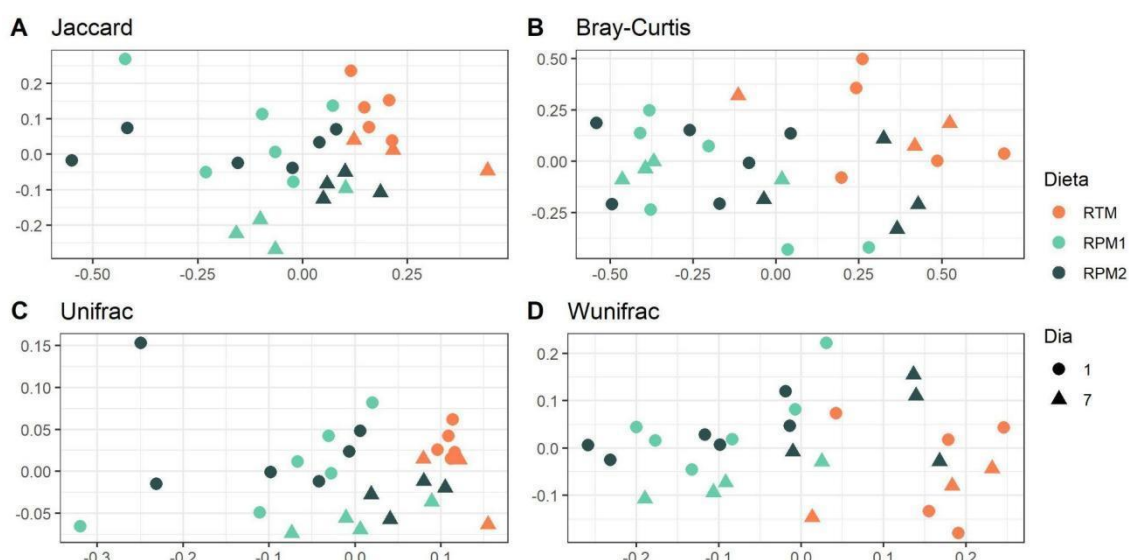 A Jaccard
0.2
0.1
0.0
-0.1
-0.2
-0.50 -0.25 0.00 0.25
B Bray-Curtis
0.50
0.25
0.00
-0.25
-0.50 -0.25 0.00 0.25 0.50
C Unifrac
0.15
0.10
0.05
0.00
-0.05
-0.3 -0.2 -0.1 0.0 0.1
D Wunifrac
0.2
0.1
0.0
-0.1
-0.2 -0.1 0.0 0.1 0.2
Dieta
RTM
RPM1
RPM2
Dia
1
7